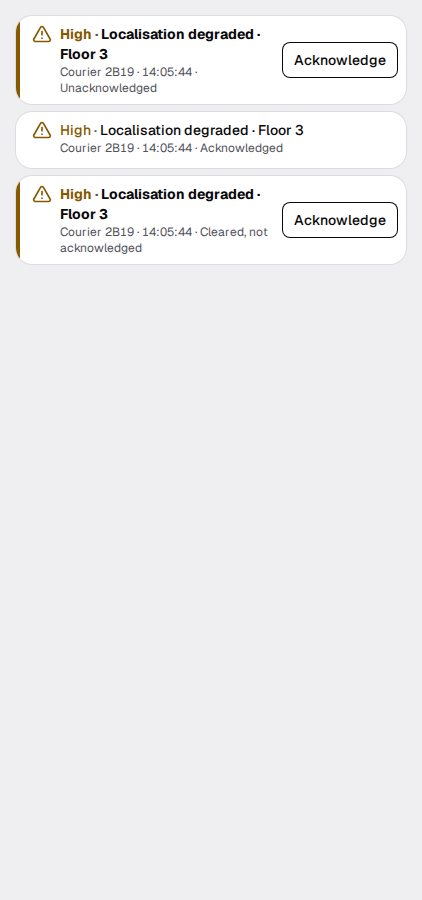 High · Localisation degraded ·
Floor 3
Courier 2B19 · 14:05:44 ·
Unacknowledged
Acknowledge
High · Localisation degraded · Floor 3
Courier 2B19 · 14:05:44 · Acknowledged
High · Localisation degraded ·
Floor 3
Courier 2B19 · 14:05:44 · Cleared, not
acknowledged
Acknowledge